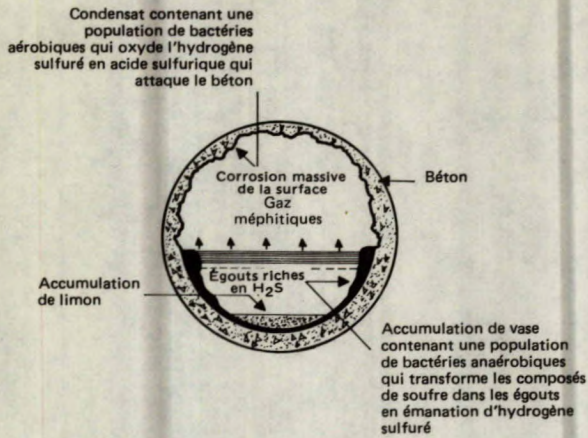 Condensat contenant une
population de bactéries
aérobiques qui oxyde l'hydrogène
sulfuré en acide sulfurique qui
attaque le béton
Corrosion massive
de la surface
Gaz
méphitiques
Béton
Égouts riches
en H₂S
Accumulation
de limon
Accumulation de vase
contenant une population
de bactéries anaérobiques
qui transforme les composés
de soufre dans les égouts
en émanation d'hydrogène
sulfuré